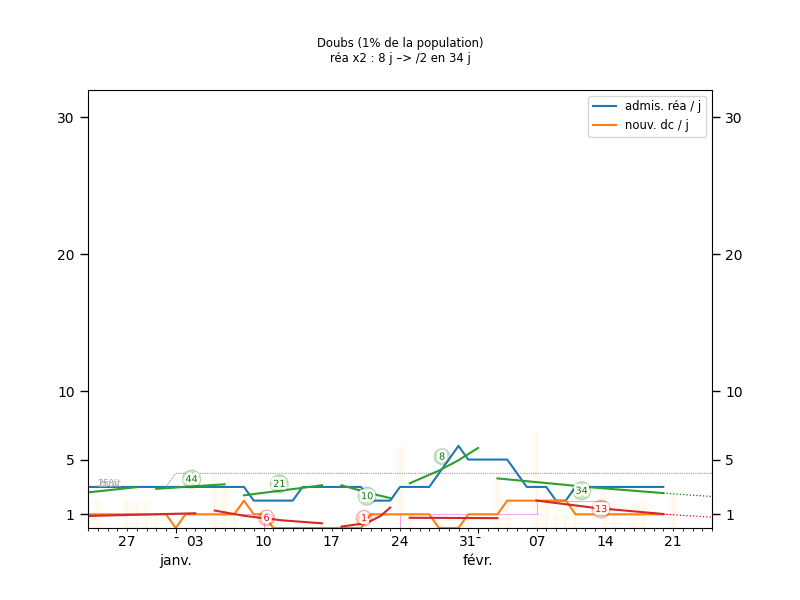 Doubs (1% de la population)
réa x2 : 8 j –> /2 en 34 j
admis. réa / j
nouv. dc / j
30 30
20 20
10 10
5 5
1 1
44
21
10
8
34
6
1
13
27 03 10 17 24 31 07 14 21
janv. févr.